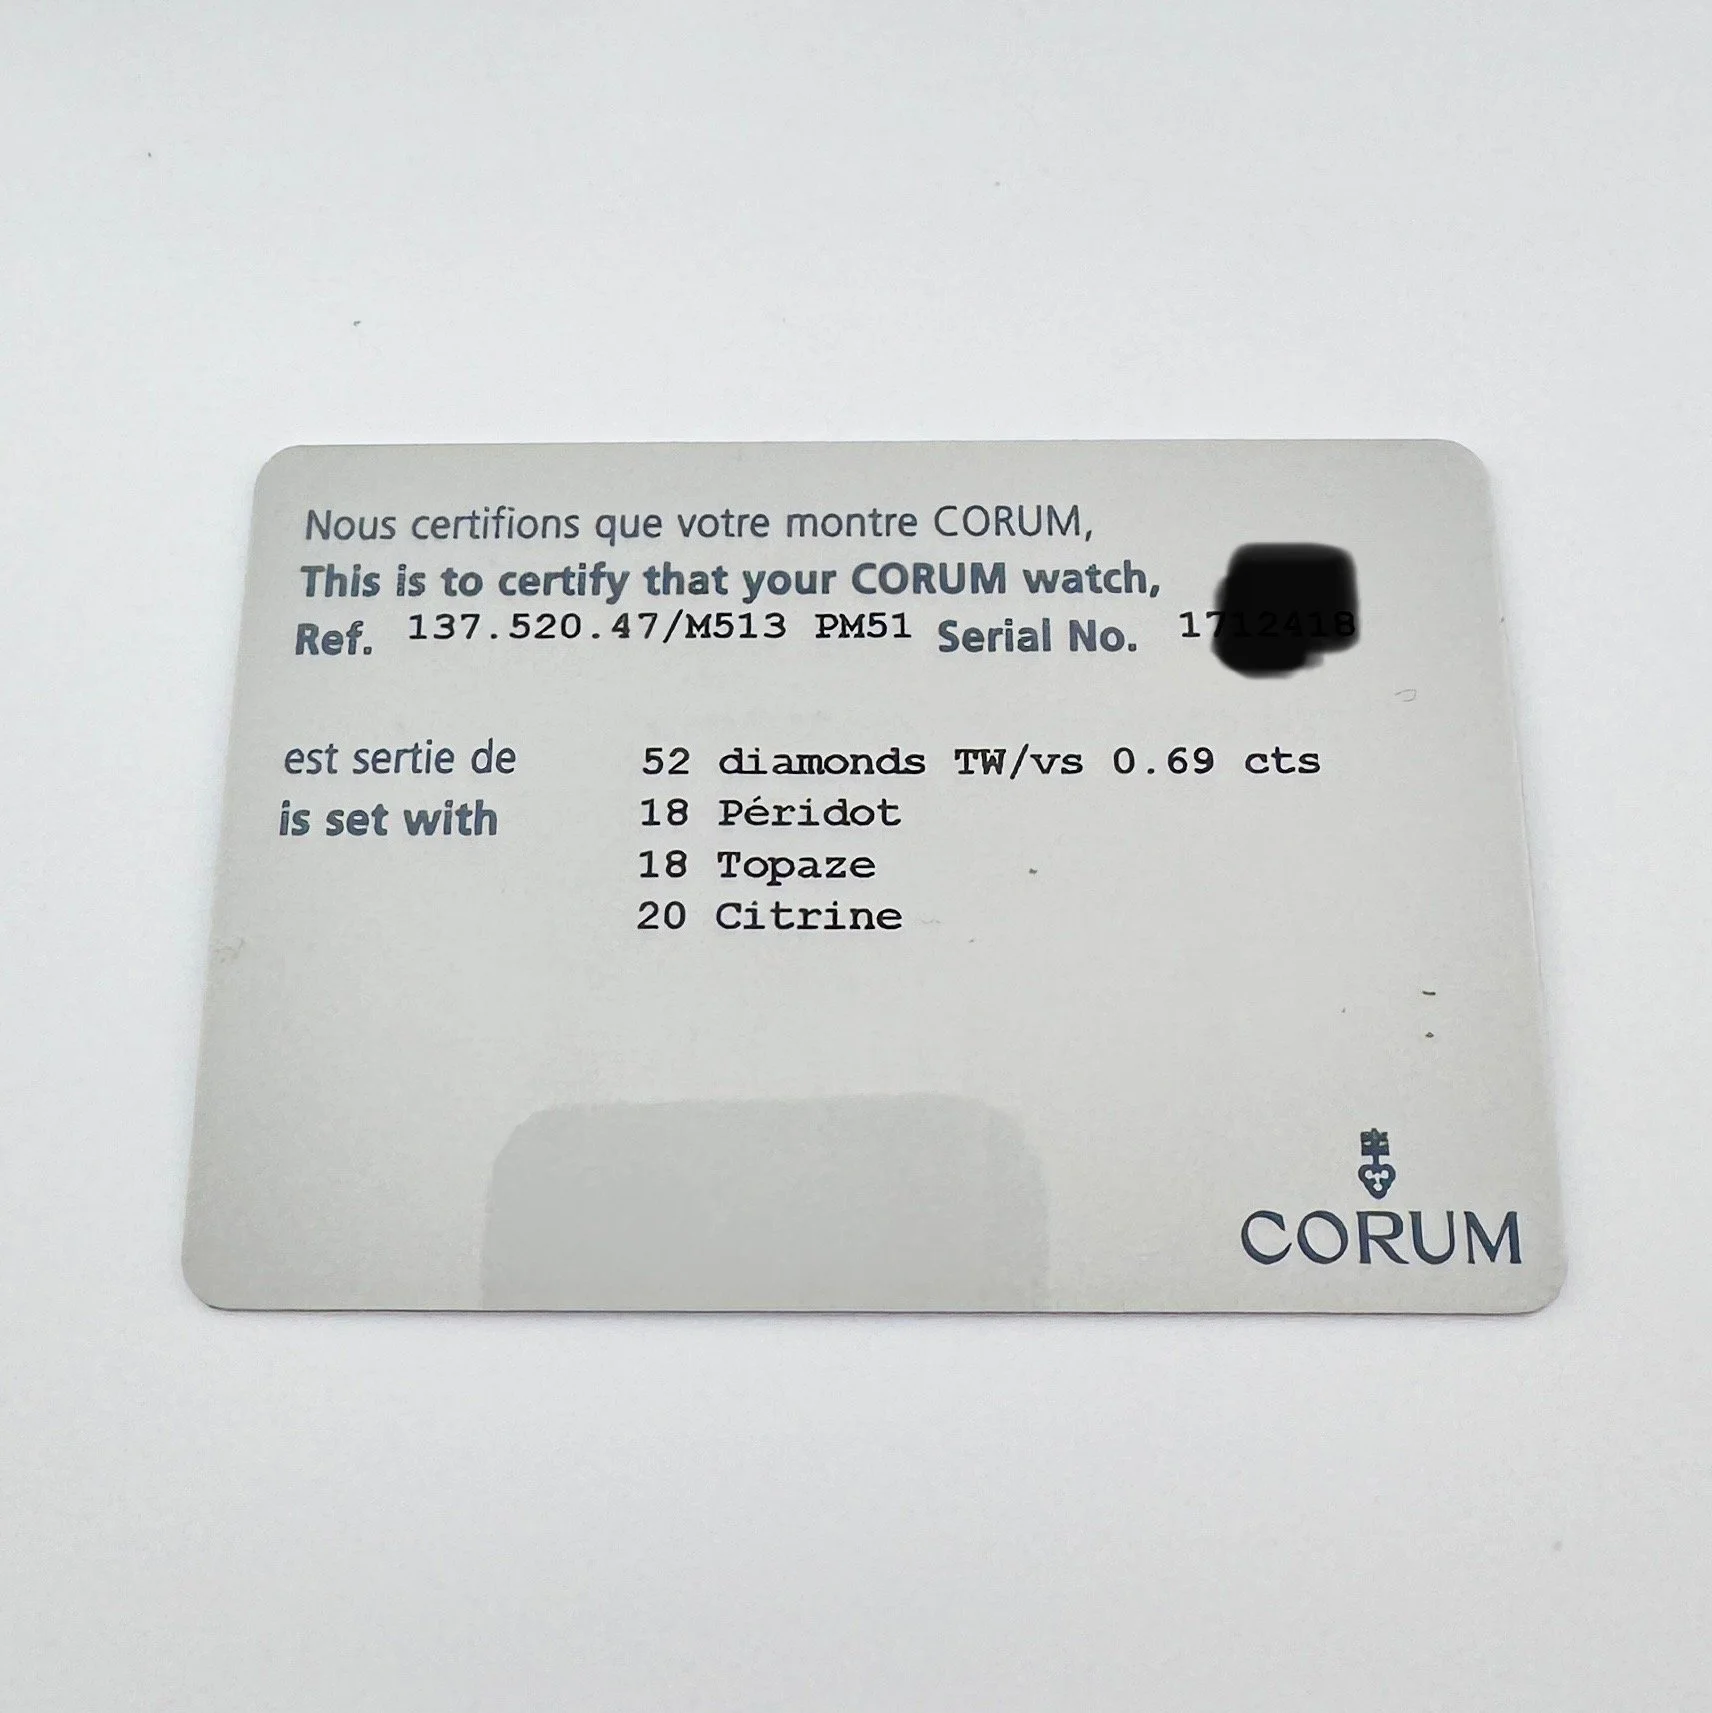 Nous certifions que votre montre CORUM,
This is to certify that your CORUM watch,
Ref. 137.520.47/M513 PM51 Serial No.
est sertie de 52 diamonds TW/vs 0.69 cts
is set with 18 Péridot
18 Topaze
20 Citrine
CORUM